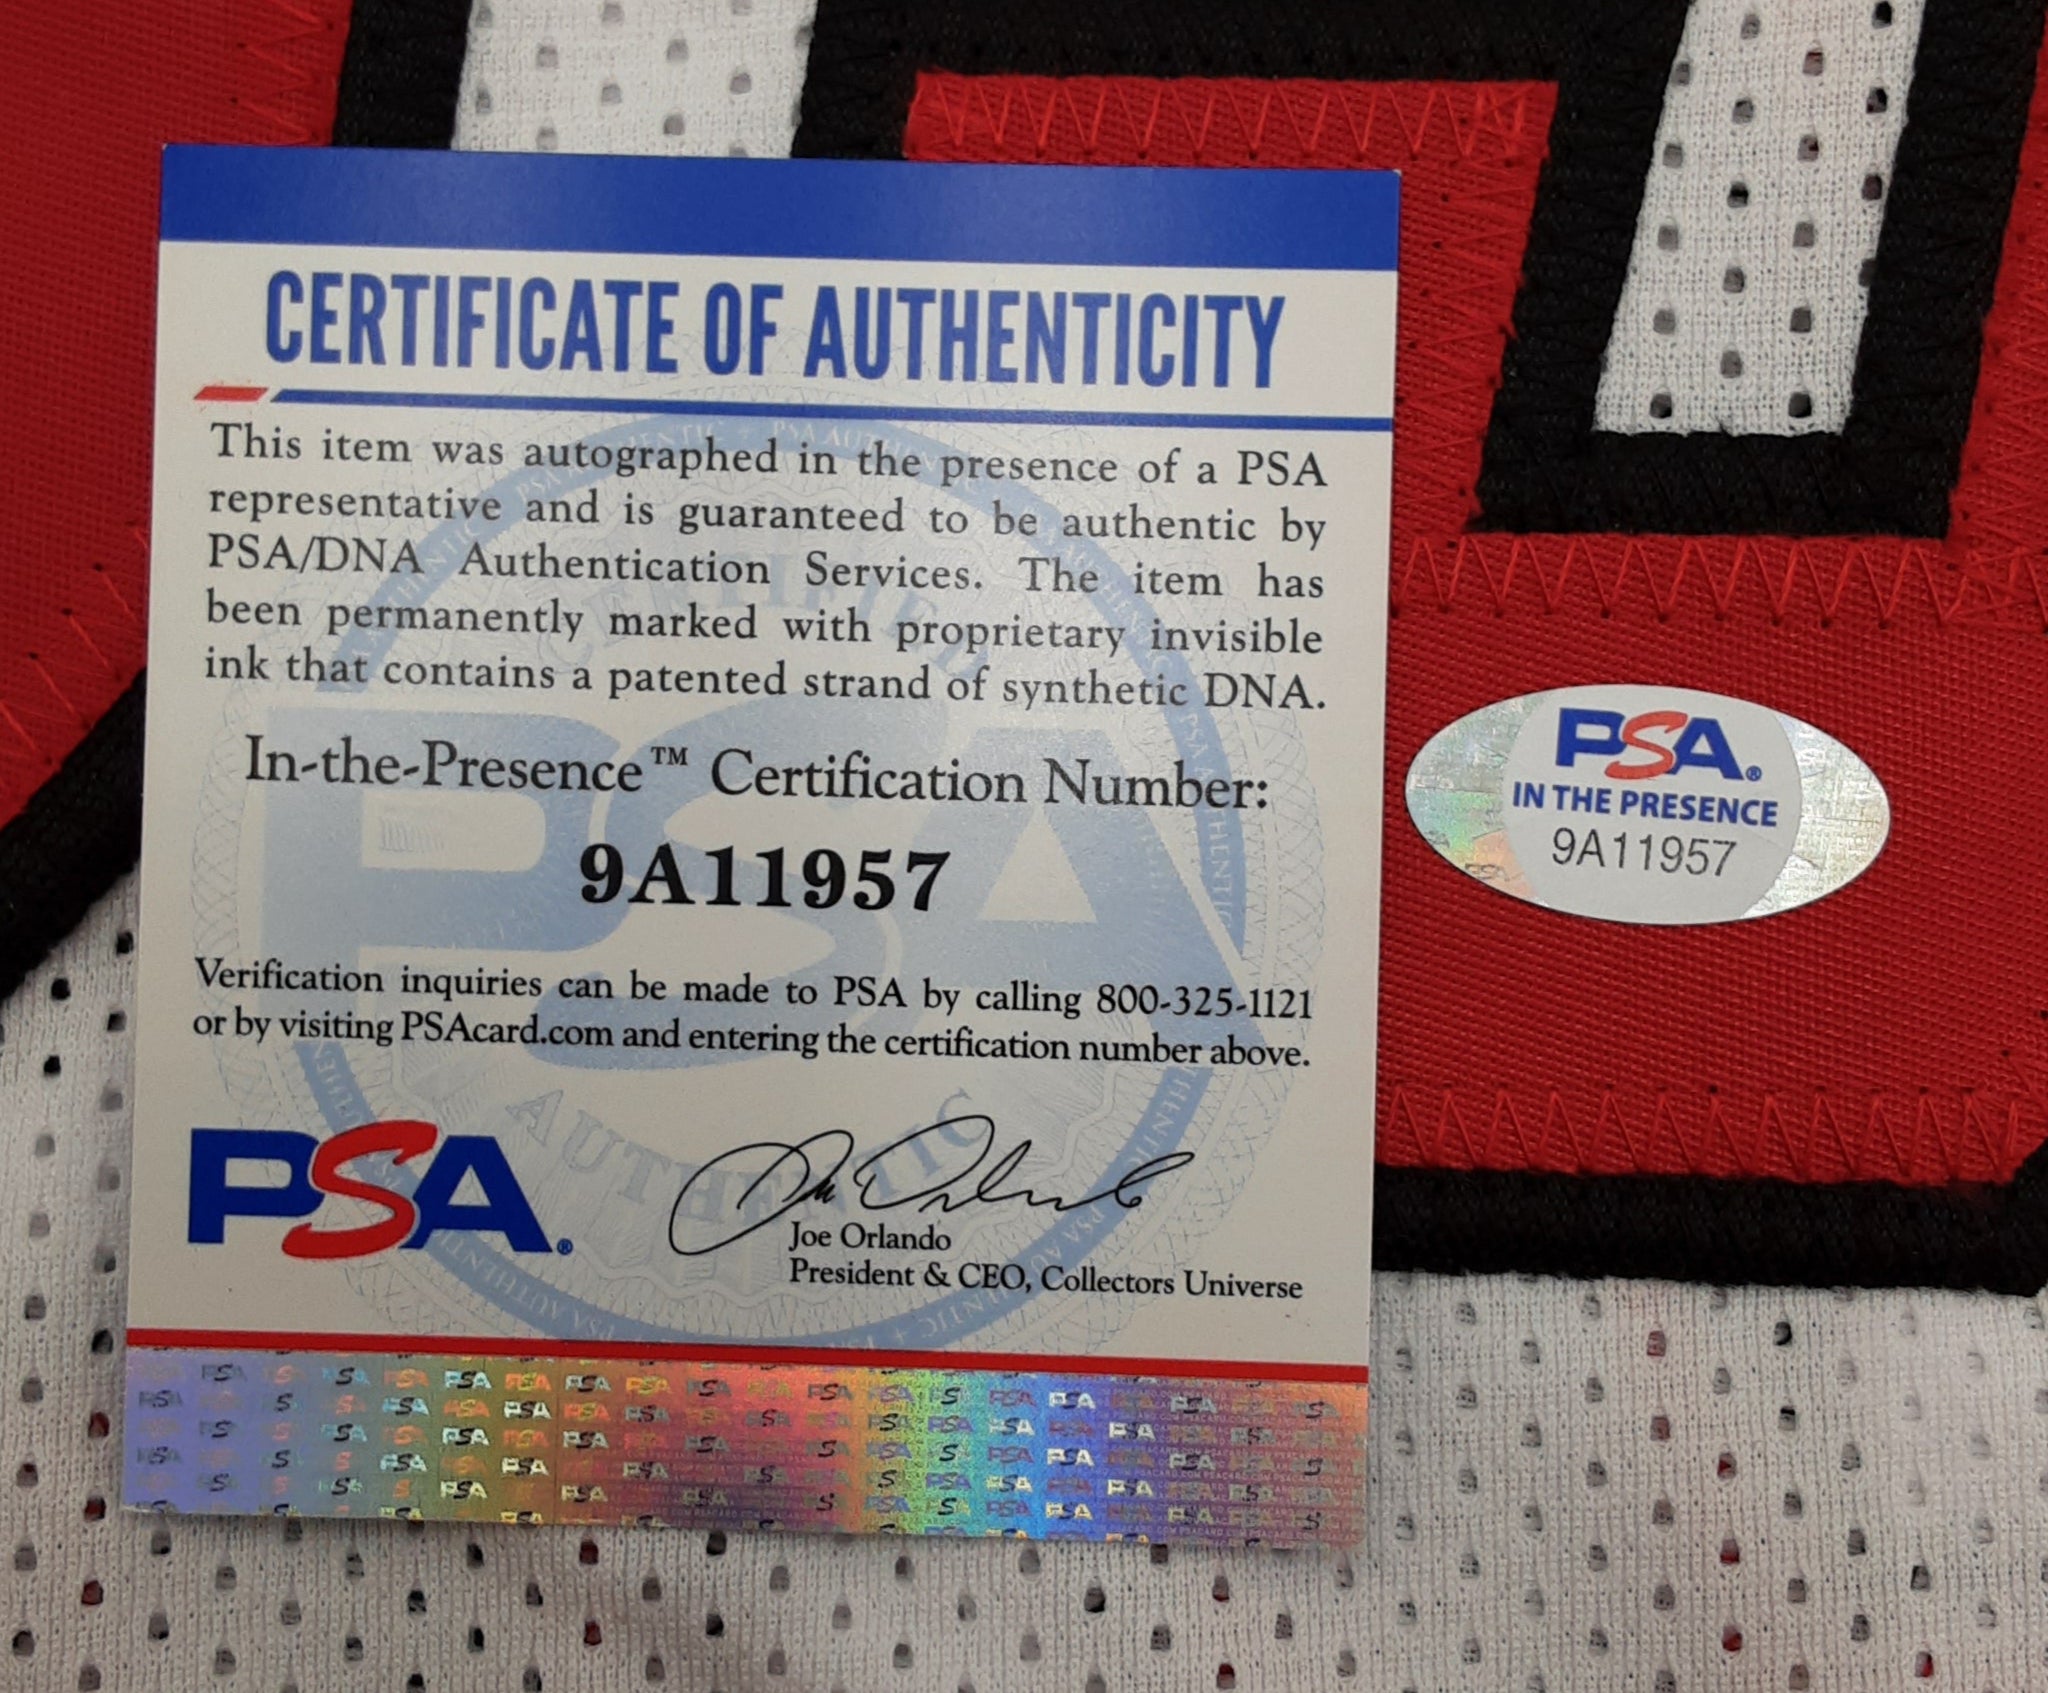 CERTIFICATE OF AUTHENTICITY
This item was autographed in the presence of a PSA
representative and is guaranteed to be authentic by
PSA/DNA Authentication Services. The item has
been permanently marked with proprietary invisible
ink that contains a patented strand of synthetic DNA.
In-the-Presence™ Certification Number:
9A11957
Verification inquiries can be made to PSA by calling 800-325-1121
or by visiting PSAcard.com and entering the certification number above.
PSA®
Joe Orlando
President & CEO, Collectors Universe
PSA®
IN THE PRESENCE
9A11957
CERTIFIED
PSA
AUTHENTIC